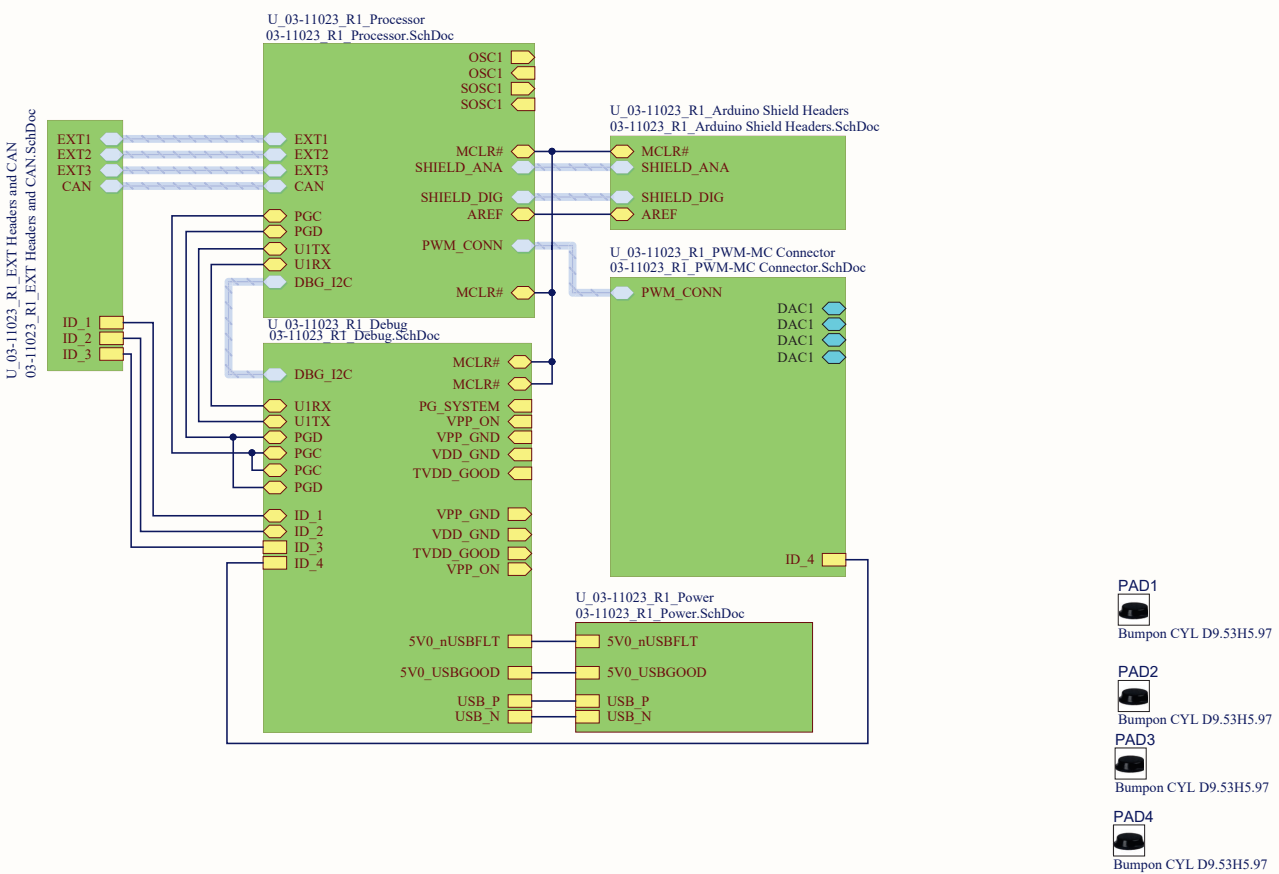 U_03-11023_R1_Processor
03-11023_R1_Processor.SchDoc
OSC1
OSC1
SOSC1
SOSC1
EXT1
EXT2
EXT3
CAN
PGC
PGD
U1TX
U1RX
DBG_I2C
MCLR#
SHIELD_ANA
SHIELD_DIG
AREF
PWM_CONN
MCLR#
U_03-11023_R1_EXT Headers and CAN
03-11023_R1_EXT Headers and CAN.SchDoc
EXT1
EXT2
EXT3
CAN
ID_1
ID_2
ID_3
U_03-11023_R1_Arduino Shield Headers
03-11023_R1_Arduino Shield Headers.SchDoc
MCLR#
SHIELD_ANA
SHIELD_DIG
AREF
U_03-11023_R1_PWM-MC Connector
03-11023_R1_PWM-MC Connector.SchDoc
PWM_CONN
DAC1
DAC1
DAC1
DAC1
ID_4
U_03-11023_R1_Debug
03-11023_R1_Debug.SchDoc
DBG_I2C
U1RX
U1TX
PGD
PGC
PGC
PGD
ID_1
ID_2
ID_3
ID_4
MCLR#
MCLR#
PG_SYSTEM
VPP_ON
VPP_GND
VDD_GND
TVDD_GOOD
VPP_GND
VDD_GND
TVDD_GOOD
VPP_ON
5V0_nUSBFLT
5V0_USBGOOD
USB_P
USB_N
U_03-11023_R1_Power
03-11023_R1_Power.SchDoc
5V0_nUSBFLT
5V0_USBGOOD
USB_P
USB_N
PAD1
Bumpon CYL D9.53H5.97
PAD2
Bumpon CYL D9.53H5.97
PAD3
Bumpon CYL D9.53H5.97
PAD4
Bumpon CYL D9.53H5.97